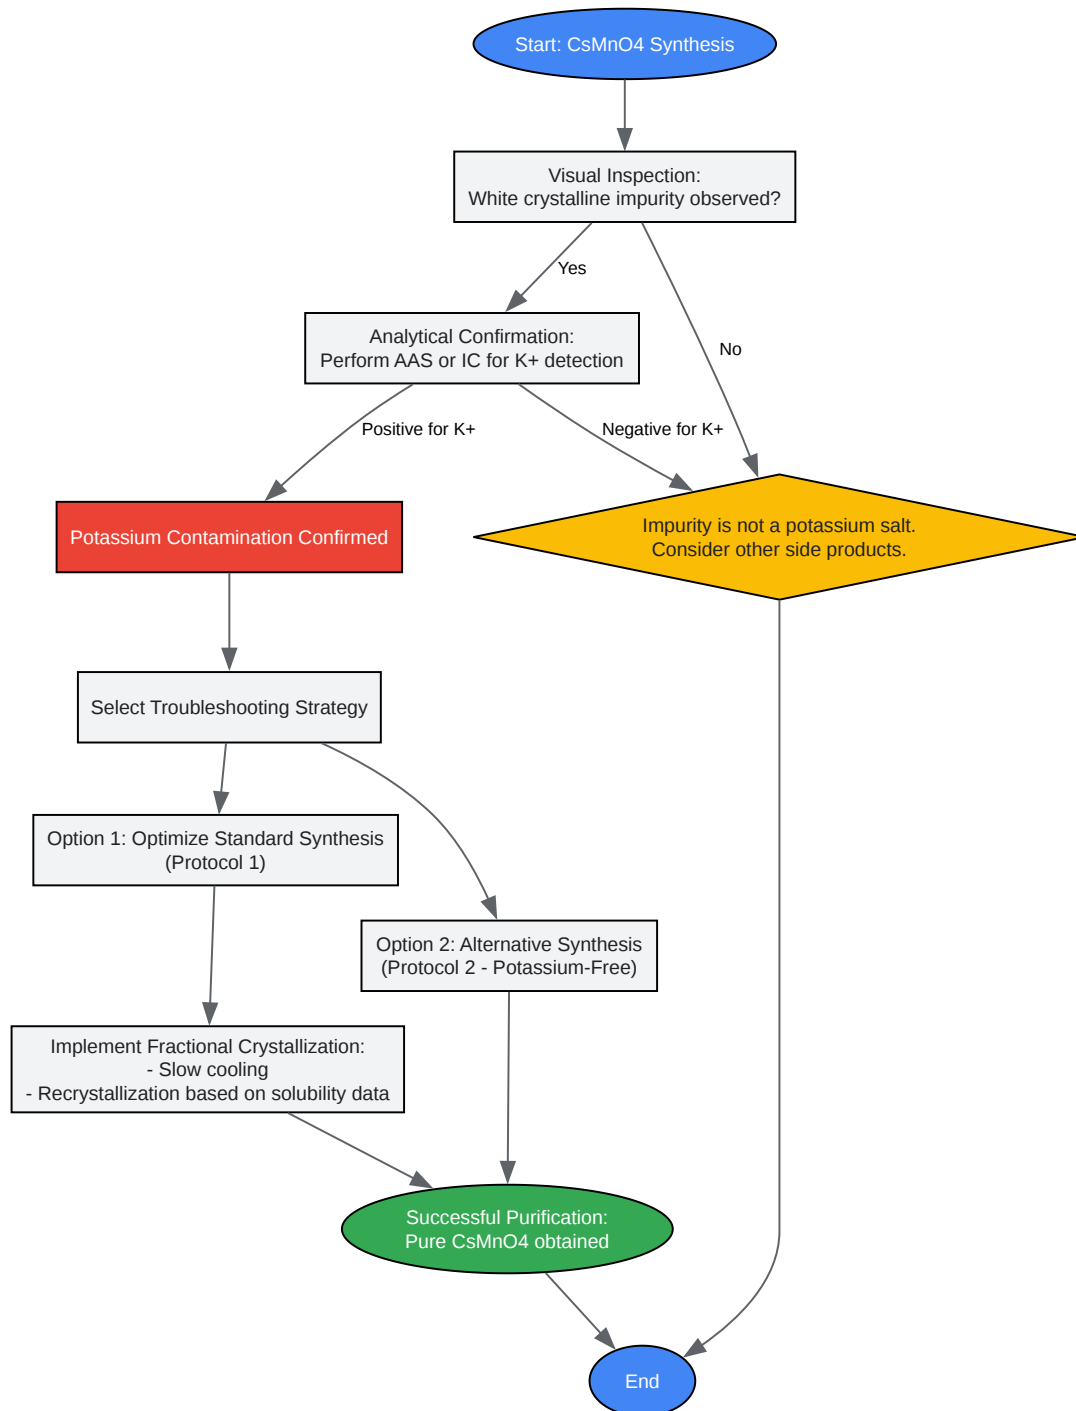 Start: CsMnO4 Synthesis
Visual Inspection:
White crystalline impurity observed?
Yes
No
Analytical Confirmation:
Perform AAS or IC for K+ detection
Positive for K+
Negative for K+
Potassium Contamination Confirmed
Impurity is not a potassium salt.
Consider other side products.
Select Troubleshooting Strategy
Option 1: Optimize Standard Synthesis
(Protocol 1)
Option 2: Alternative Synthesis
(Protocol 2 - Potassium-Free)
Implement Fractional Crystallization:
- Slow cooling
- Recrystallization based on solubility data
Successful Purification:
Pure CsMnO4 obtained
End